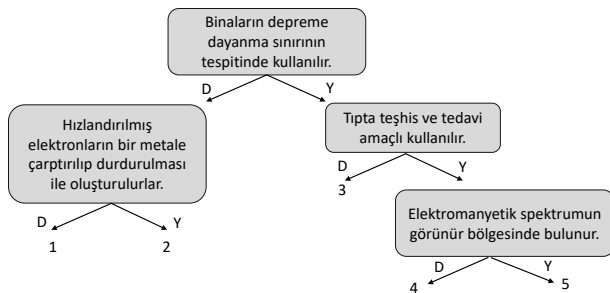 Binaların depreme
dayanma sınırının
tespitinde kullanılır.
D
Y
Hızlandırılmış
elektronların bir metale
çarptırılıp durdurulması
ile oluşturulurlar.
Tıpta teşhis ve tedavi
amaçlı kullanılır.
D
Y
3
D
Y
1
2
Elektromanyetik spektrumun
görünür bölgesinde bulunur.
D
Y
4
5